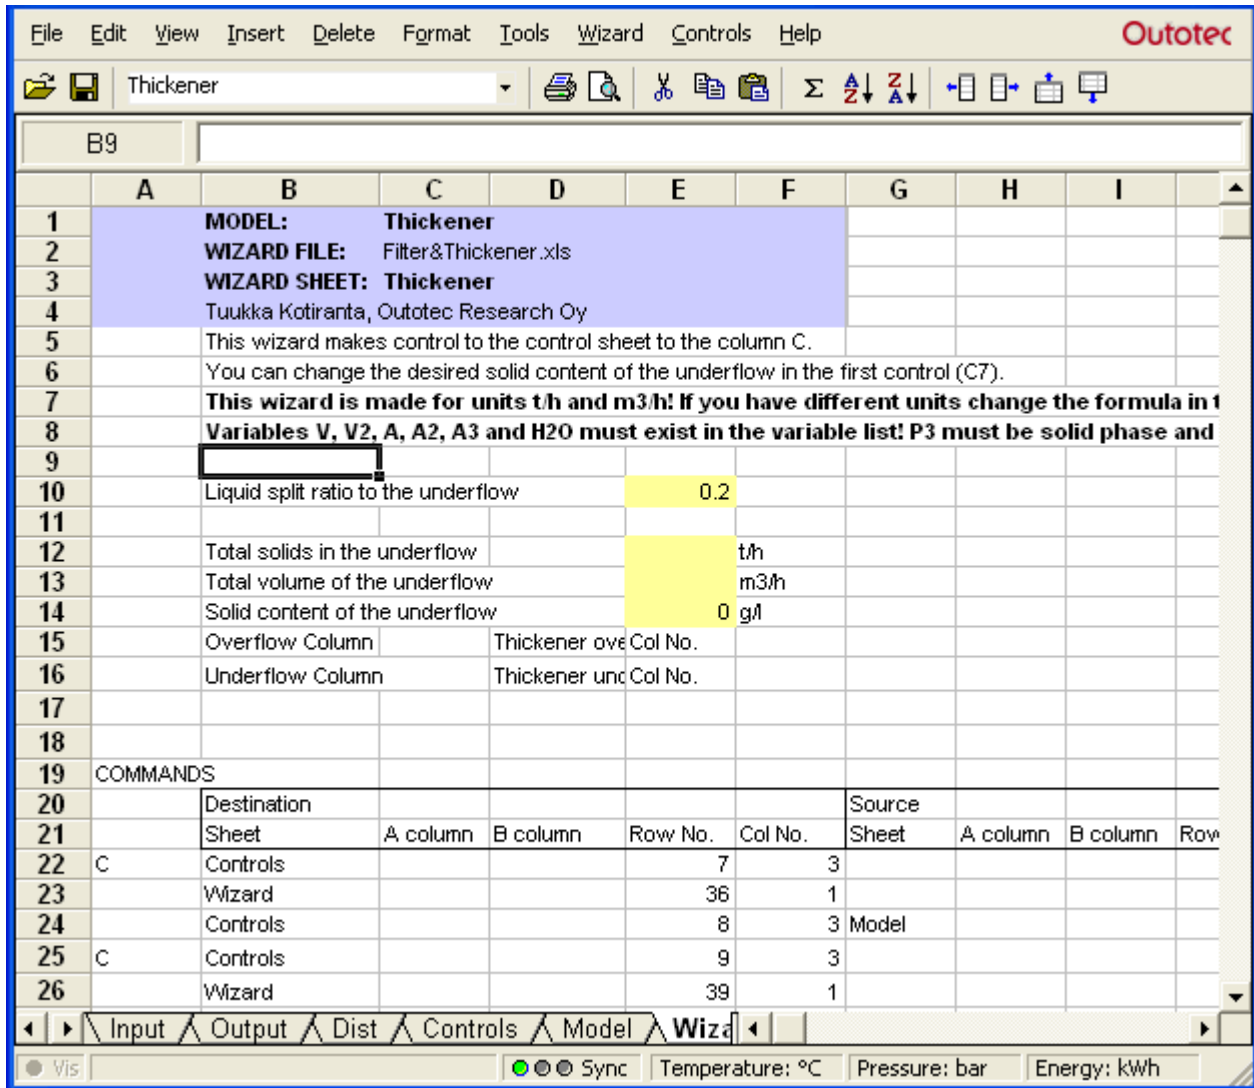 File Edit View Insert Delete Format Tools Wizard Controls Help Outotec
Thickener Σ A Z Z A
B9
A B C D E F G H I
1 MODEL: Thickener
2 WIZARD FILE: Filter&Thickener.xls
3 WIZARD SHEET: Thickener
4 Tuukka Kotiranta, Outotec Research Oy
5 This wizard makes control to the control sheet to the column C.
6 You can change the desired solid content of the underflow in the first control (C7).
7 This wizard is made for units t/h and m3/h! If you have different units change the formula in t
8 Variables V, V2, A, A2, A3 and H2O must exist in the variable list! P3 must be solid phase and
9
10 Liquid split ratio to the underflow 0.2
11
12 Total solids in the underflow t/h
13 Total volume of the underflow m3/h
14 Solid content of the underflow 0 g/l
15 Overflow Column Thickener ove Col No.
16 Underflow Column Thickener und Col No.
17
18
19 COMMANDS
20 Destination Source
21 Sheet A column B column Row No. Col No. Sheet A column B column Row
22 C Controls 7 3
23 Wizard 36 1
24 Controls 8 3 Model
25 C Controls 9 3
26 Wizard 39 1
Input Output Dist Controls Model Wiza
Vis Sync Temperature: °C Pressure: bar Energy: kWh